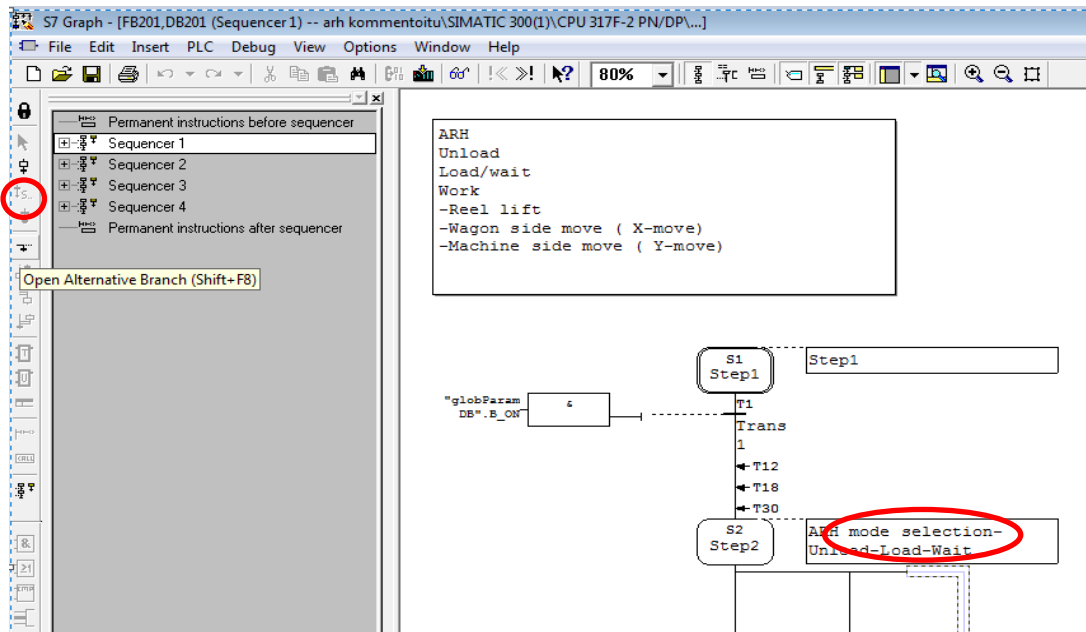 S7 Graph - [FB201,DB201 (Sequencer 1) -- arh kommentoitu\SIMATIC 300(1)\CPU 317F-2 PN/DP\...]
File Edit Insert PLC Debug View Options Window Help
80%
Permanent instructions before sequencer
Sequencer 1
Sequencer 2
Sequencer 3
Sequencer 4
Permanent instructions after sequencer
Open Alternative Branch (Shift+F8)
ARH
Unload
Load/wait
Work
-Reel lift
-Wagon side move ( X-move)
-Machine side move ( Y-move)
S1
Step1
Step1
"globParam
DB".B_ON
&
T1
Trans
1
T12
T18
T30
S2
Step2
ARH mode selection-
Unload-Load-Wait
S..
CALL
&
≥1
CMP